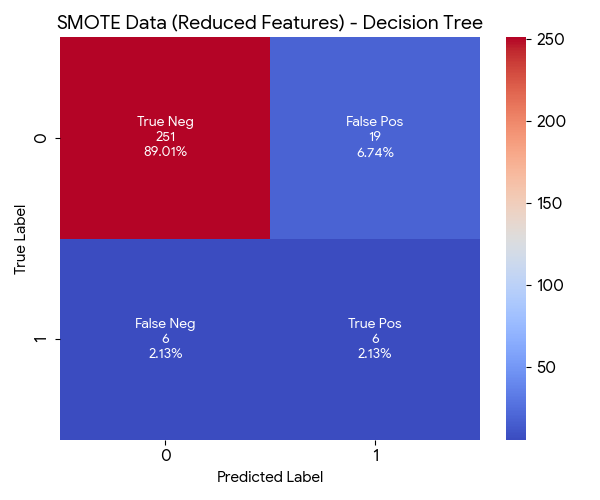 SMOTE Data (Reduced Features) - Decision Tree
True Neg
251
89.01%
False Pos
19
6.74%
False Neg
6
2.13%
True Pos
6
2.13%
0
1
True Label
0
1
Predicted Label
250
200
150
100
50